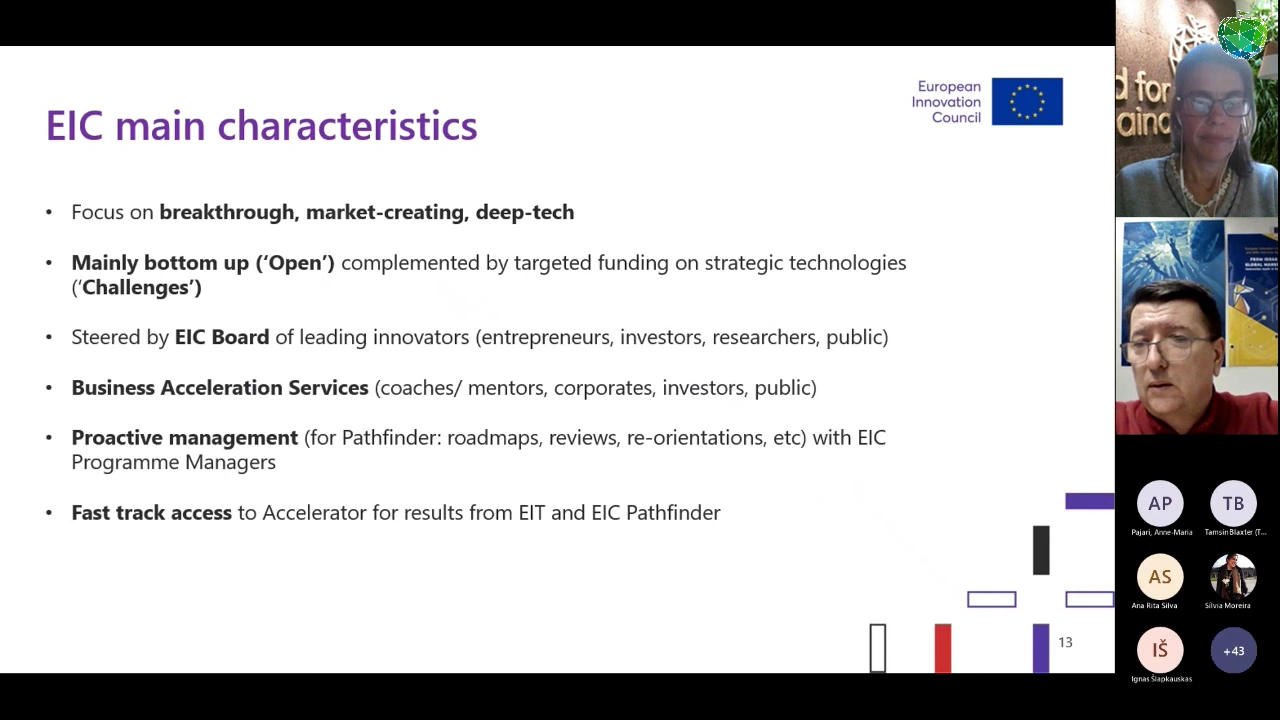 European
Innovation
Council
EIC main characteristics
• Focus on breakthrough, market-creating, deep-tech
• Mainly bottom up (‘Open’) complemented by targeted funding on strategic technologies
(‘Challenges’)
• Steered by EIC Board of leading innovators (entrepreneurs, investors, researchers, public)
• Business Acceleration Services (coaches/ mentors, corporates, investors, public)
• Proactive management (for Pathfinder: roadmaps, reviews, re-orientations, etc) with EIC
Programme Managers
• Fast track access to Accelerator for results from EIT and EIC Pathfinder
13
d for
GLOBAL
AP
TB
Pajari, Anne-Maria
Tamsin Blaxter (T...
AS
Ana Rita Silva
Sílvia Moreira
IŠ
+43
Ignas Šlapkauskas